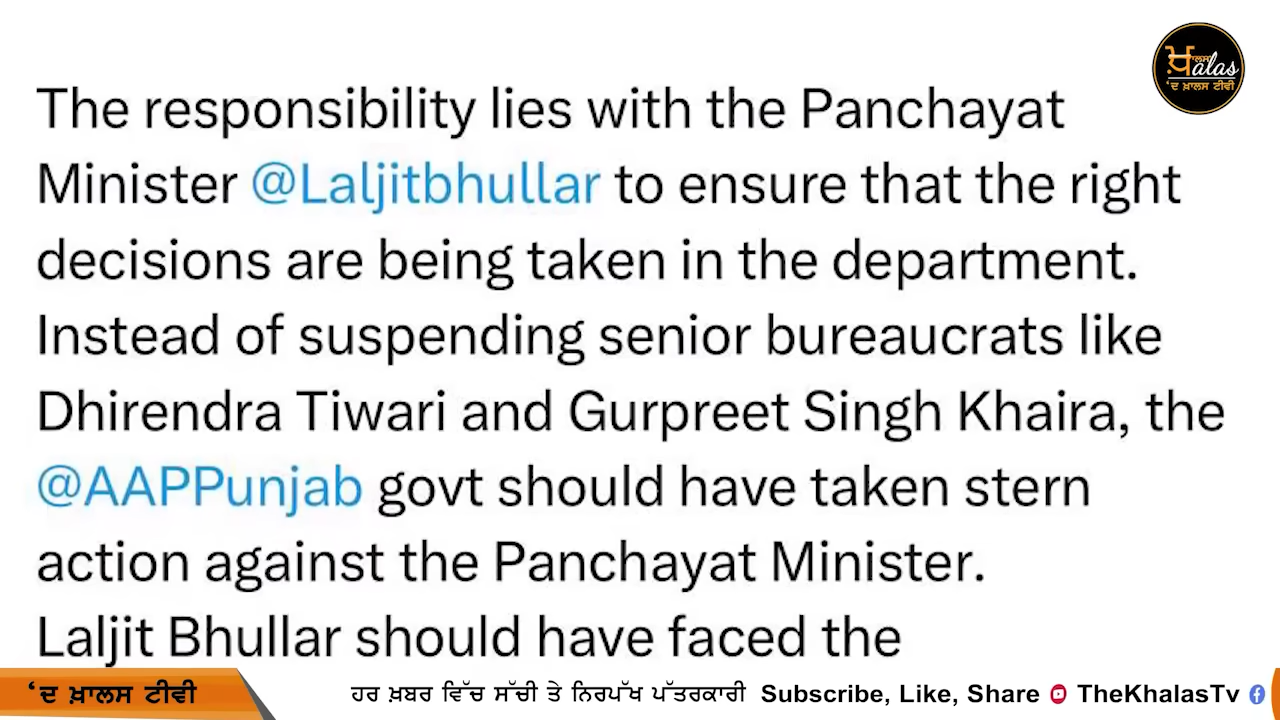 ਖ਼ਾਲਸ
alas
‘ਦ ਖ਼ਾਲਸ ਟੀਵੀ
The responsibility lies with the Panchayat
Minister @Laljitbhullar to ensure that the right
decisions are being taken in the department.
Instead of suspending senior bureaucrats like
Dhirendra Tiwari and Gurpreet Singh Khaira, the
@AAPPunjab govt should have taken stern
action against the Panchayat Minister.
Laljit Bhullar should have faced the
‘ਦ ਖ਼ਾਲਸ ਟੀਵੀ ਹਰ ਖ਼ਬਰ ਵਿੱਚ ਸੱਚੀ ਤੇ ਨਿਰਪੱਖ ਪੱਤਰਕਾਰੀ Subscribe, Like, Share TheKhalasTv